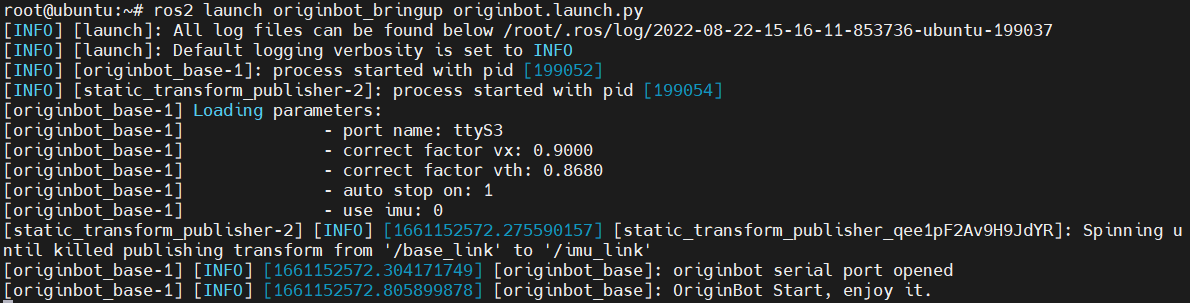 root@ubuntu:~# ros2 launch originbot_bringup originbot.launch.py
[INFO] [launch]: All log files can be found below /root/.ros/log/2022-08-22-15-16-11-853736-ubuntu-199037
[INFO] [launch]: Default logging verbosity is set to INFO
[INFO] [originbot_base-1]: process started with pid [199052]
[INFO] [static_transform_publisher-2]: process started with pid [199054]
[originbot_base-1] Loading parameters:
[originbot_base-1]              - port name: ttyS3
[originbot_base-1]              - correct factor vx: 0.9000
[originbot_base-1]              - correct factor vth: 0.8680
[originbot_base-1]              - auto stop on: 1
[originbot_base-1]              - use imu: 0
[static_transform_publisher-2] [INFO] [1661152572.275590157] [static_transform_publisher_qee1pF2Av9H9JdYR]: Spinning u
ntil killed publishing transform from '/base_link' to '/imu_link'
[originbot_base-1] [INFO] [1661152572.304171749] [originbot_base]: originbot serial port opened
[originbot_base-1] [INFO] [1661152572.805899878] [originbot_base]: OriginBot Start, enjoy it.